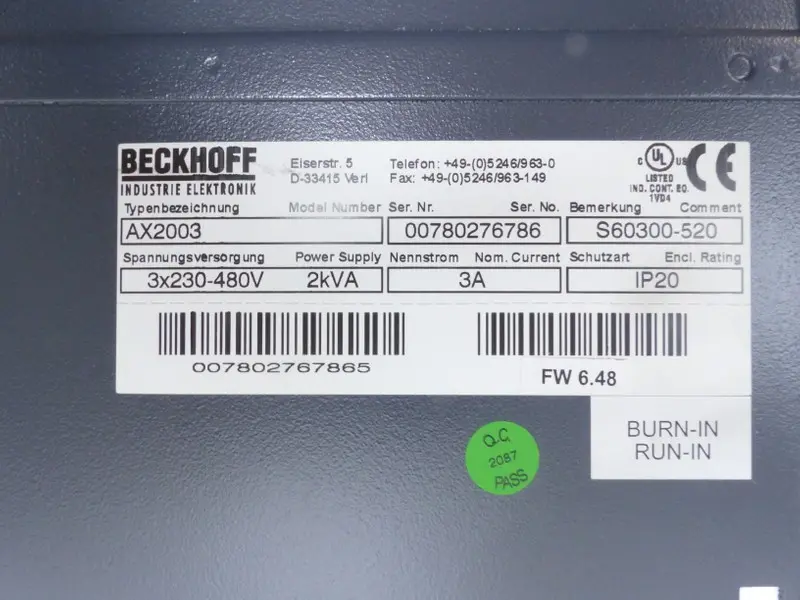 BECKHOFF
INDUSTRIE ELEKTRONIK
Eiserstr. 5
D-33415 Verl
Telefon: +49-(0)5246/963-0
Fax: +49-(0)5246/963-149
C UL US
LISTED
IND. CONT. EQ.
1VD4
CE
Typenbezeichnung Model Number Ser. Nr. Ser. No. Bemerkung Comment
AX2003 00780276786 S60300-520
Spannungsversorgung Power Supply Nennstrom Nom. Current Schutzart Encl. Rating
3x230-480V 2kVA 3A IP20
007802767865
FW 6.48
BURN-IN
RUN-IN
Q.C.
2087
PASS